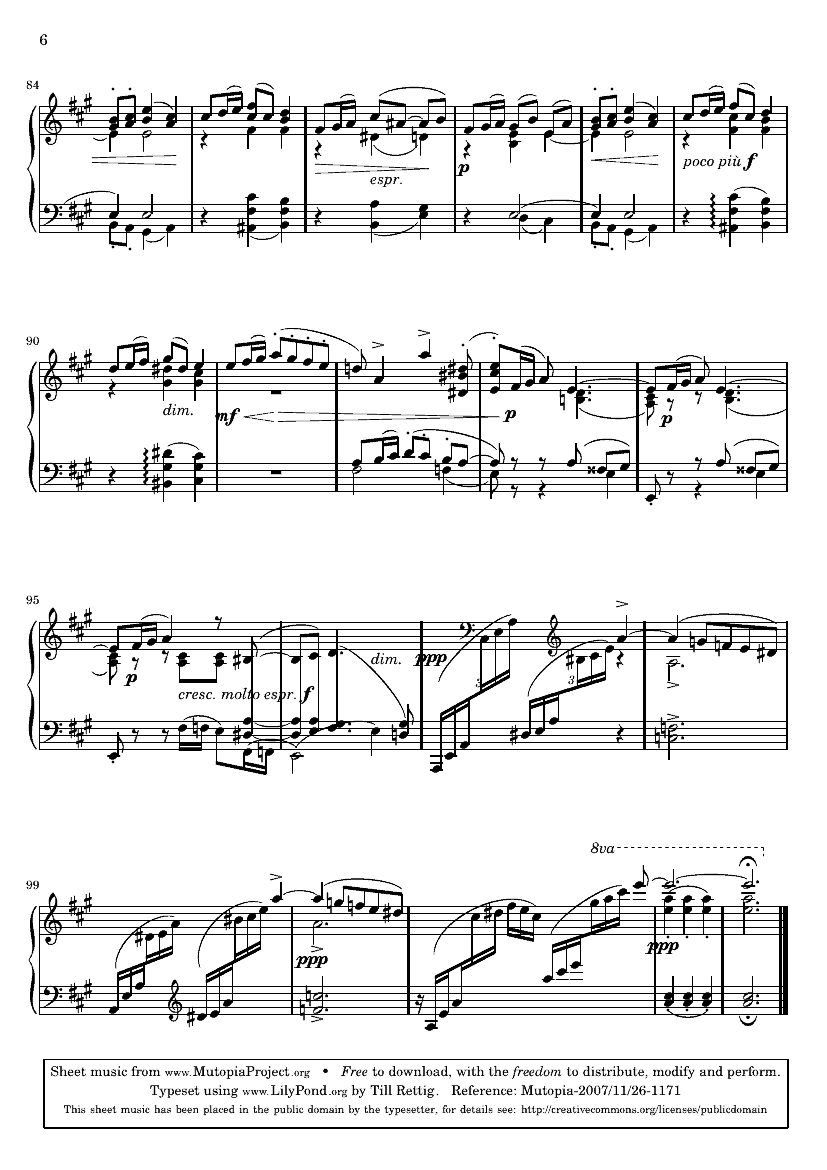 6
84
espr.
p
poco più f
90
dim.
mf
p
p
95
p
cresc. molto espr. f
dim. ppp
3
3
99
ppp
8va
ppp
Sheet music from www.MutopiaProject.org • Free to download, with the freedom to distribute, modify and perform.
Typeset using www.LilyPond.org by Till Rettig. Reference: Mutopia-2007/11/26-1171
This sheet music has been placed in the public domain by the typesetter, for details see: http://creativecommons.org/licenses/publicdomain